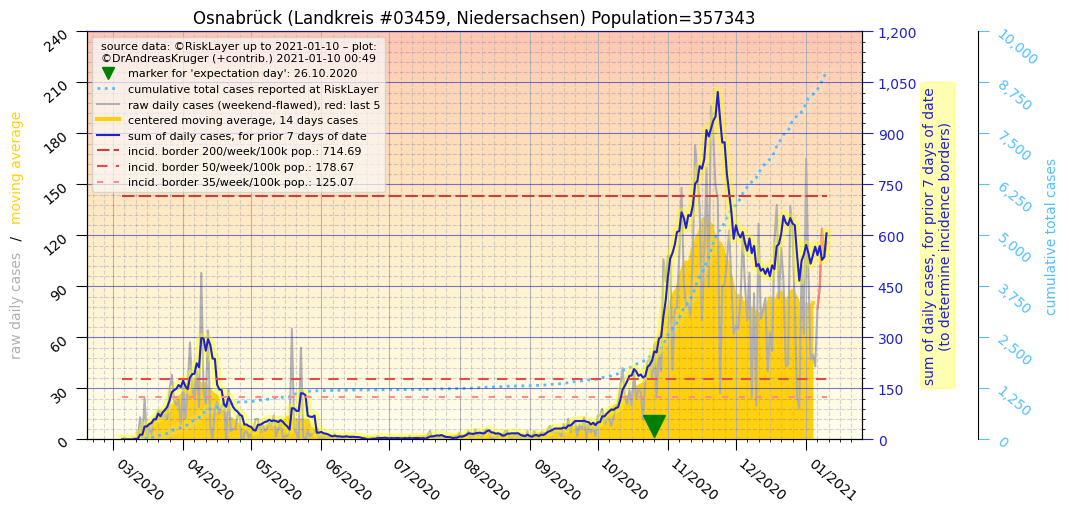 Osnabrück (Landkreis #03459, Niedersachsen) Population=357343
source data: ©RiskLayer up to 2021-01-10 – plot:
©DrAndreasKruger (+contrib.) 2021-01-10 00:49
marker for 'expectation day': 26.10.2020
cumulative total cases reported at RiskLayer
raw daily cases (weekend-flawed), red: last 5
centered moving average, 14 days cases
sum of daily cases, for prior 7 days of date
incid. border 200/week/100k pop.: 714.69
incid. border 50/week/100k pop.: 178.67
incid. border 35/week/100k pop.: 125.07
raw daily cases / moving average
240
210
180
150
120
90
60
30
0
03/2020
04/2020
05/2020
06/2020
07/2020
08/2020
09/2020
10/2020
11/2020
12/2020
01/2021
1,200
1,050
900
750
600
450
300
150
0
sum of daily cases, for prior 7 days of date
(to determine incidence borders)
10,000
8,750
7,500
6,250
5,000
3,750
2,500
1,250
0
cumulative total cases